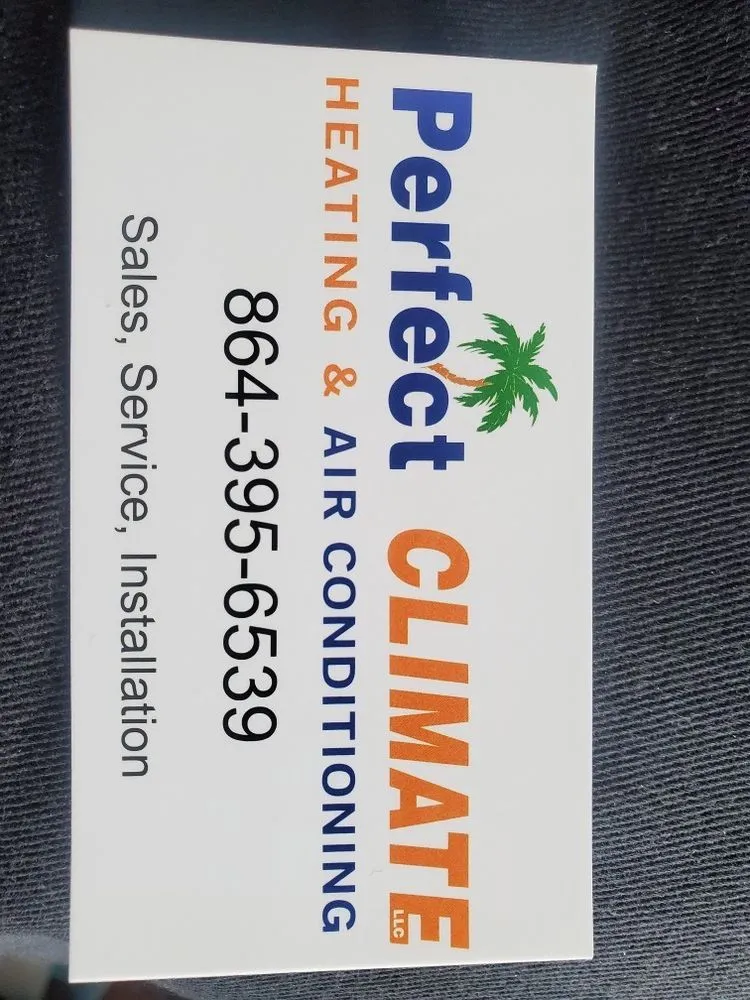 Perfect CLIMATE LLC
HEATING & AIR CONDITIONING
864-395-6539
Sales, Service, Installation